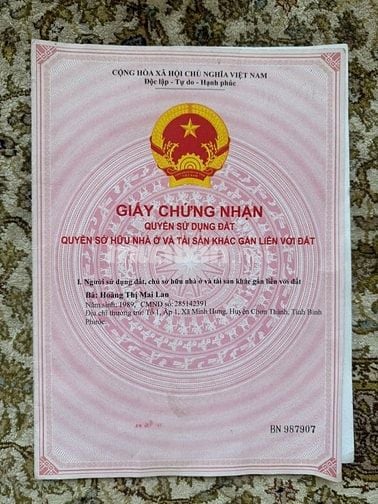 CỘNG HÒA XÃ HỘI CHỦ NGHĨA VIỆT NAM
Độc lập - Tự do - Hạnh phúc
GIẤY CHỨNG NHẬN
QUYỀN SỬ DỤNG ĐẤT
QUYỀN SỞ HỮU NHÀ Ở VÀ TÀI SẢN KHÁC GẮN LIỀN VỚI ĐẤT
I. Người sử dụng đất, chủ sở hữu nhà ở và tài sản khác gắn liền với đất
Bà: Hoàng Thị Mai Lan
Năm sinh: 1989, CMND số: 285142391
Địa chỉ thường trú: Tổ 1, Ấp 1, Xã Minh Hưng, Huyện Chơn Thành, Tỉnh Bình
Phước.
BN 987907